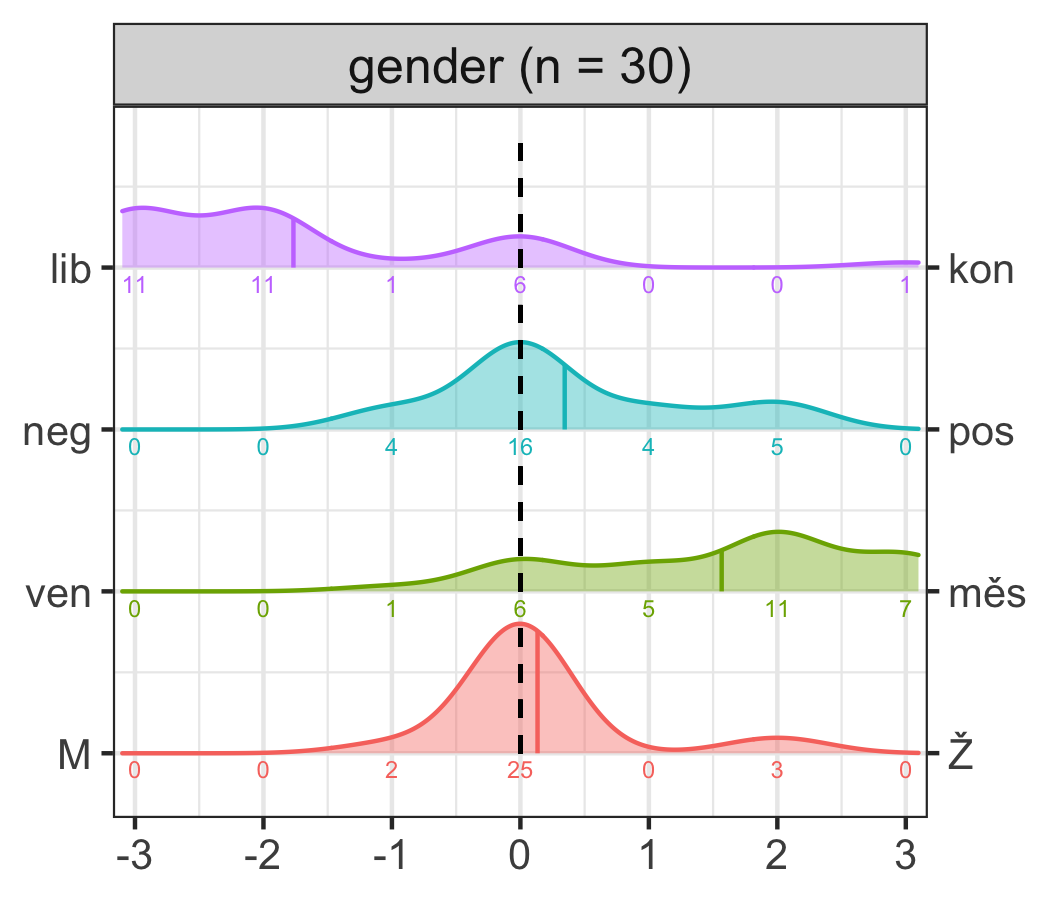 gender (n = 30)
lib kon
11 11 1 6 0 0 1
neg pos
0 0 4 16 4 5 0
ven měs
0 0 1 6 5 11 7
M Ž
0 0 2 25 0 3 0
-3 -2 -1 0 1 2 3